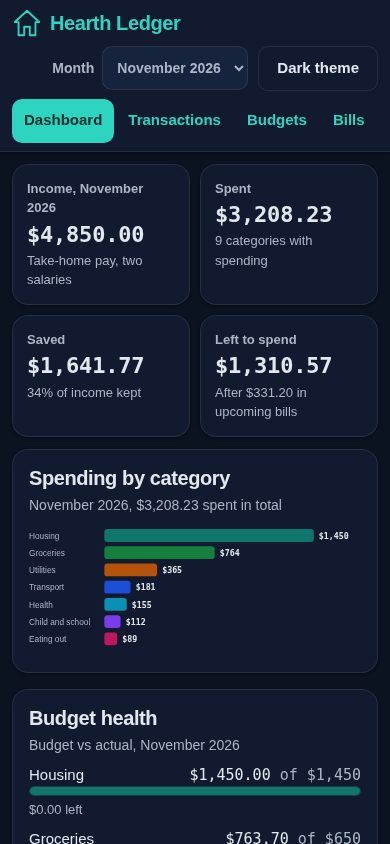 Hearth Ledger
Month
November 2026
Dark theme
Dashboard
Transactions
Budgets
Bills
Income, November
2026
$4,850.00
Take-home pay, two
salaries
Spent
$3,208.23
9 categories with
spending
Saved
$1,641.77
34% of income kept
Left to spend
$1,310.57
After $331.20 in
upcoming bills
Spending by category
November 2026, $3,208.23 spent in total
Housing $1,450
Groceries $764
Utilities $365
Transport $181
Health $155
Child and school $112
Eating out $89
Budget health
Budget vs actual, November 2026
Housing $1,450.00 of $1,450
$0.00 left
Groceries $763.70 of $650